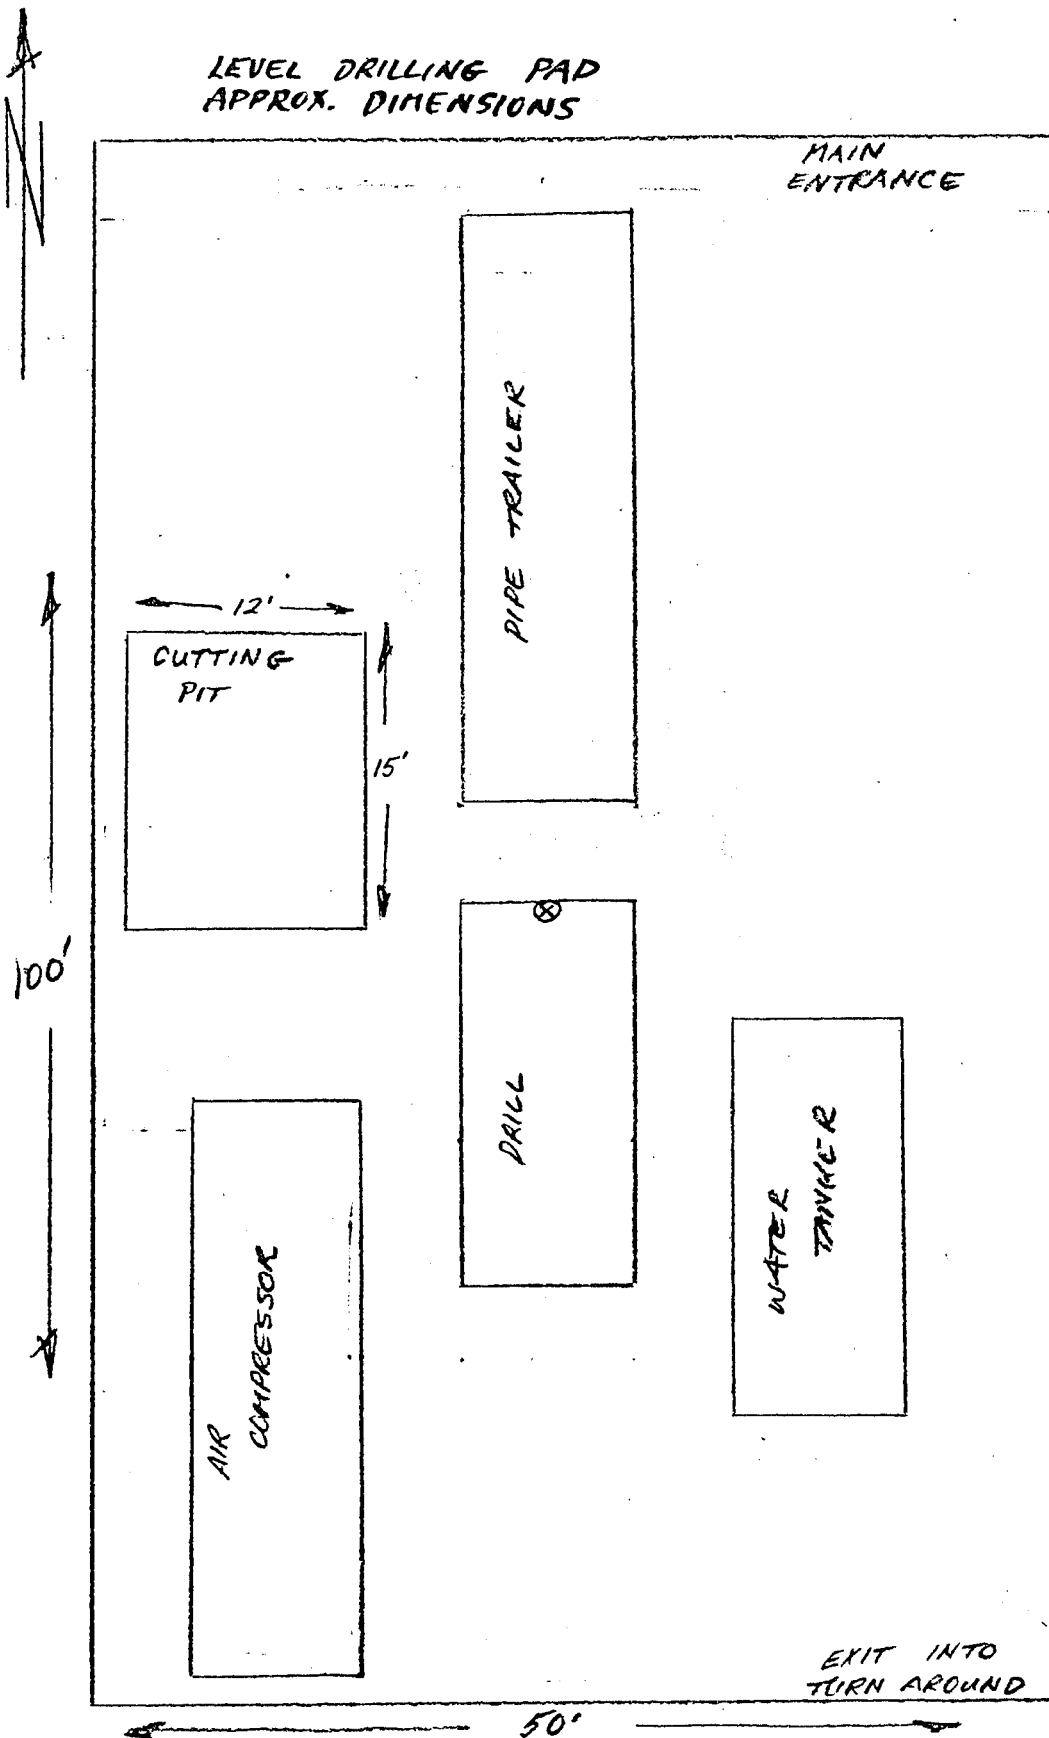 N
LEVEL DRILLING PAD
APPROX. DIMENSIONS
MAIN
ENTRANCE
PIPE TRAILER
12'
CUTTING
PIT
15'
100'
DRILL
WATER
TANKER
AIR
COMPRESSOR
EXIT INTO
TURN AROUND
50'